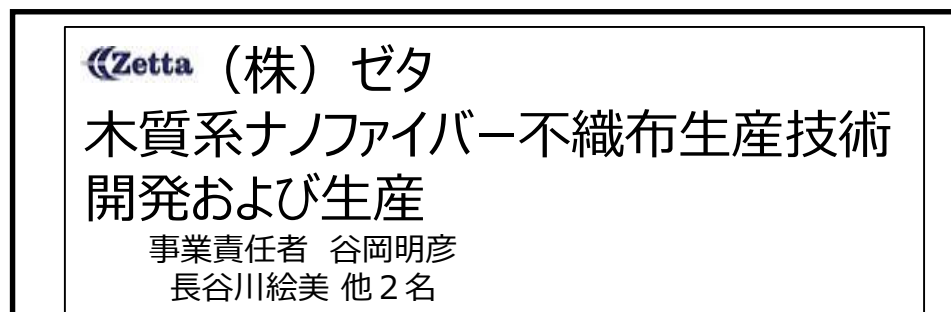 Zetta（株）ゼタ
木質系ナノファイバー不織布生産技術
開発および生産
事業責任者 谷岡明彦
長谷川絵美 他２名